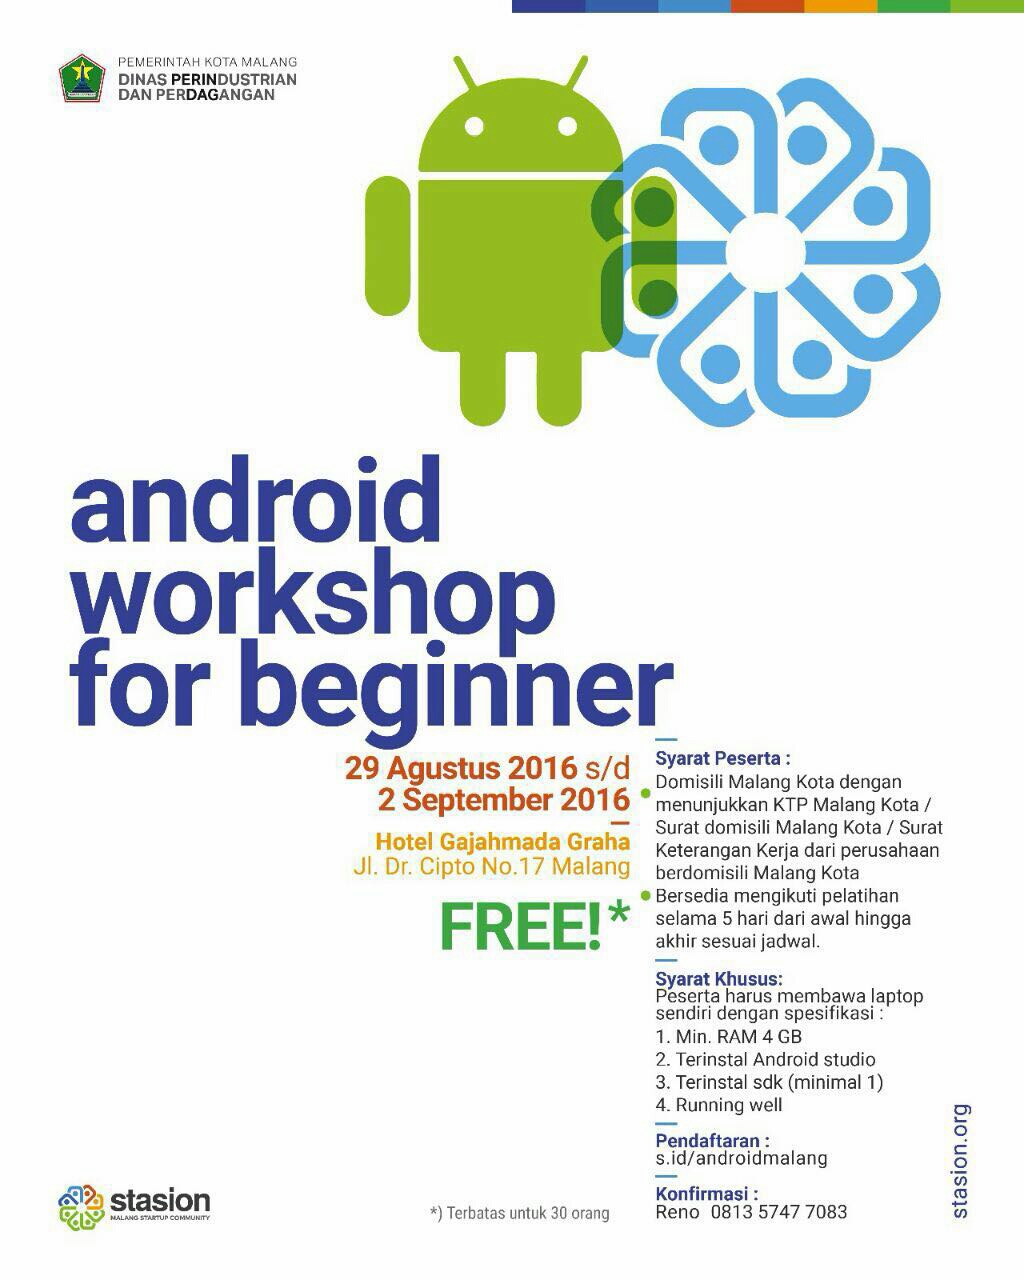 PEMERINTAH KOTA MALANG
DINAS PERINDUSTRIAN
DAN PERDAGANGAN
android
workshop
for beginner
29 Agustus 2016 s/d
2 September 2016
Hotel Gajahmada Graha
Jl. Dr. Cipto No.17 Malang
FREE!*
Syarat Peserta :
Domisili Malang Kota dengan
menunjukkan KTP Malang Kota /
Surat domisili Malang Kota / Surat
Keterangan Kerja dari perusahaan
berdomisili Malang Kota
Bersedia mengikuti pelatihan
selama 5 hari dari awal hingga
akhir sesuai jadwal.
Syarat Khusus:
Peserta harus membawa laptop
sendiri dengan spesifikasi :
1. Min. RAM 4 GB
2. Terinstal Android studio
3. Terinstal sdk (minimal 1)
4. Running well
Pendaftaran :
s.id/androidmalang
Konfirmasi :
Reno 0813 5747 7083
stasion.org
*) Terbatas untuk 30 orang
stasion
MALANG STARTUP COMMUNITY